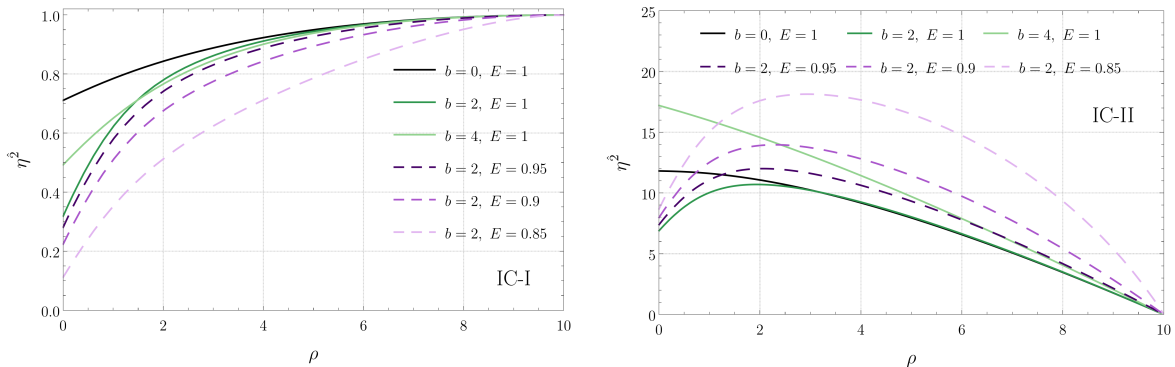 1.0
0.8
0.6
0.4
0.2
0.0
η^2̂
0
2
4
6
8
10
ρ
b = 0, E = 1
b = 2, E = 1
b = 4, E = 1
b = 2, E = 0.95
b = 2, E = 0.9
b = 2, E = 0.85
IC-I
25
20
15
10
5
0
η^2̂
0
2
4
6
8
10
ρ
b = 0, E = 1 b = 2, E = 1 b = 4, E = 1
b = 2, E = 0.95 b = 2, E = 0.9 b = 2, E = 0.85
IC-II